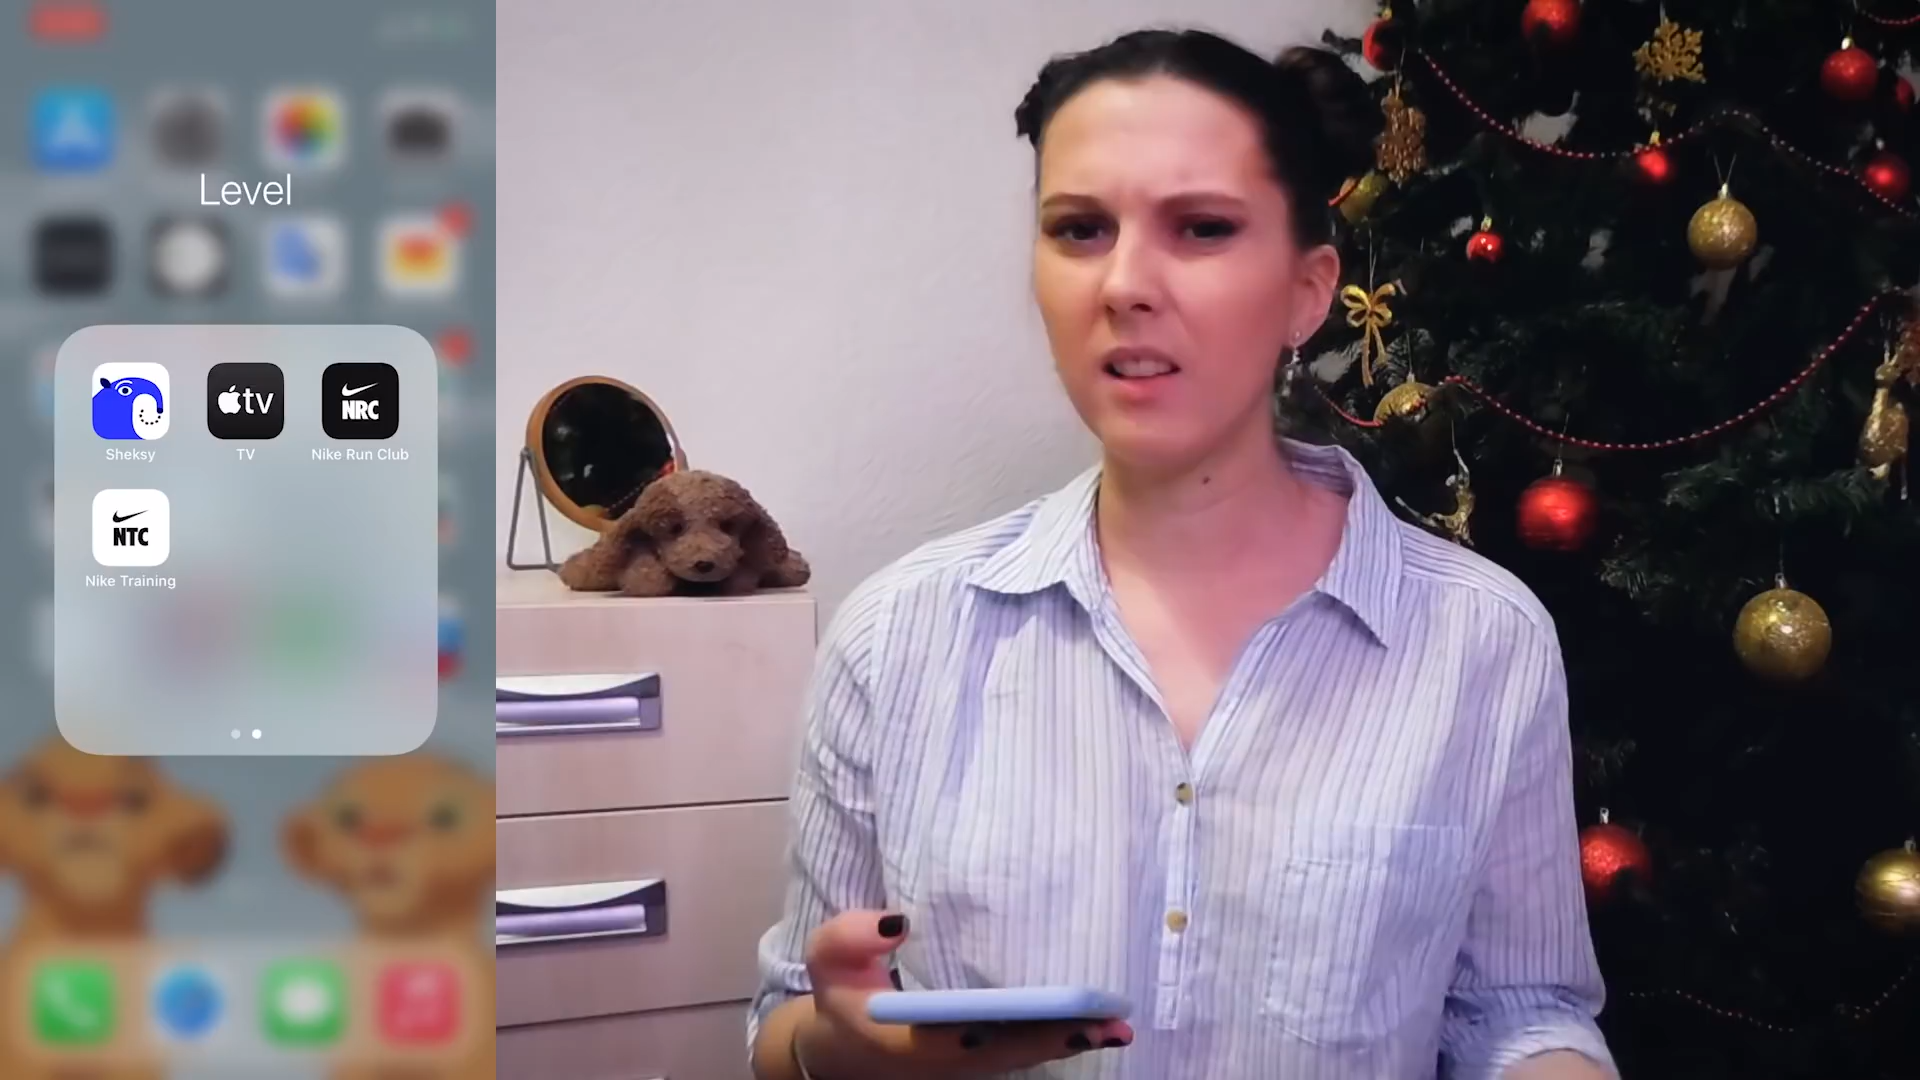 Level
tv
NRC
Sheksy
TV
Nike Run Club
NTC
Nike Training